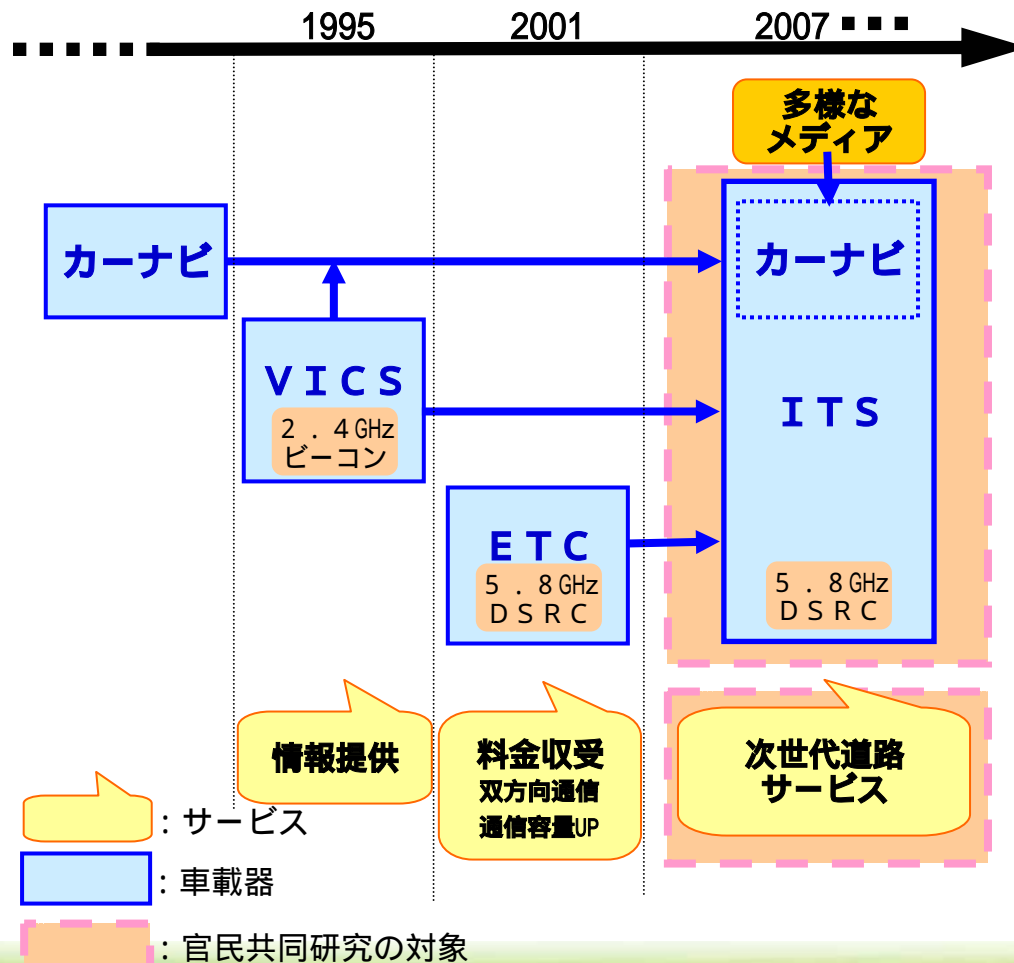 1995
2001
2007
多様な
メディア
カーナビ
カーナビ
ＶＩＣＳ
２．４GHz
ビーコン
ＩＴＳ
ＥＴＣ
５．８GHz
ＤＳＲＣ
５．８GHz
ＤＳＲＣ
情報提供
料金収受
双方向通信
通信容量UP
次世代道路
サービス
：サービス
：車載器
：官民共同研究の対象